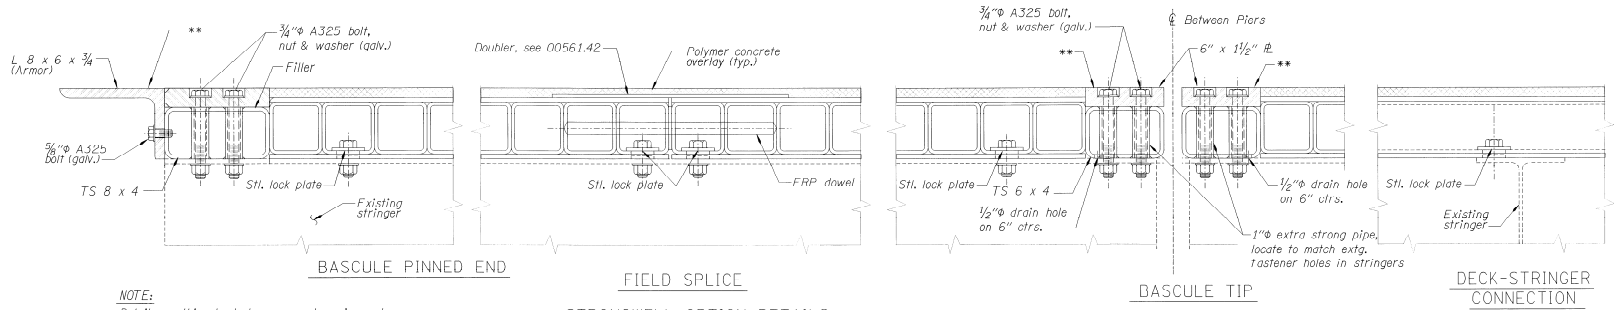 L 8 x 6 x ¾
(Armor)
**
¾"Φ A325 bolt,
nut & washer (galv.)
Filler
⅝"Φ A325
bolt (galv.)
TS 8 x 4
Stl. lock plate
Existing
stringer
BASCULE PINNED END
Doubler, see 00561.42
Polymer concrete
overlay (typ.)
Stl. lock plate
FRP dowel
FIELD SPLICE
¾"Φ A325 bolt,
nut & washer (galv.)
**
℄ Between Piers
6" x 1½" ℞
**
Stl. lock plate
TS 6 x 4
½"Φ drain hole
on 6" ctrs.
½"Φ drain hole
on 6" ctrs.
1"Φ extra strong pipe,
locate to match extg.
fastener holes in stringers
BASCULE TIP
Stl. lock plate
Existing
stringer
DECK-STRINGER
CONNECTION
NOTE: